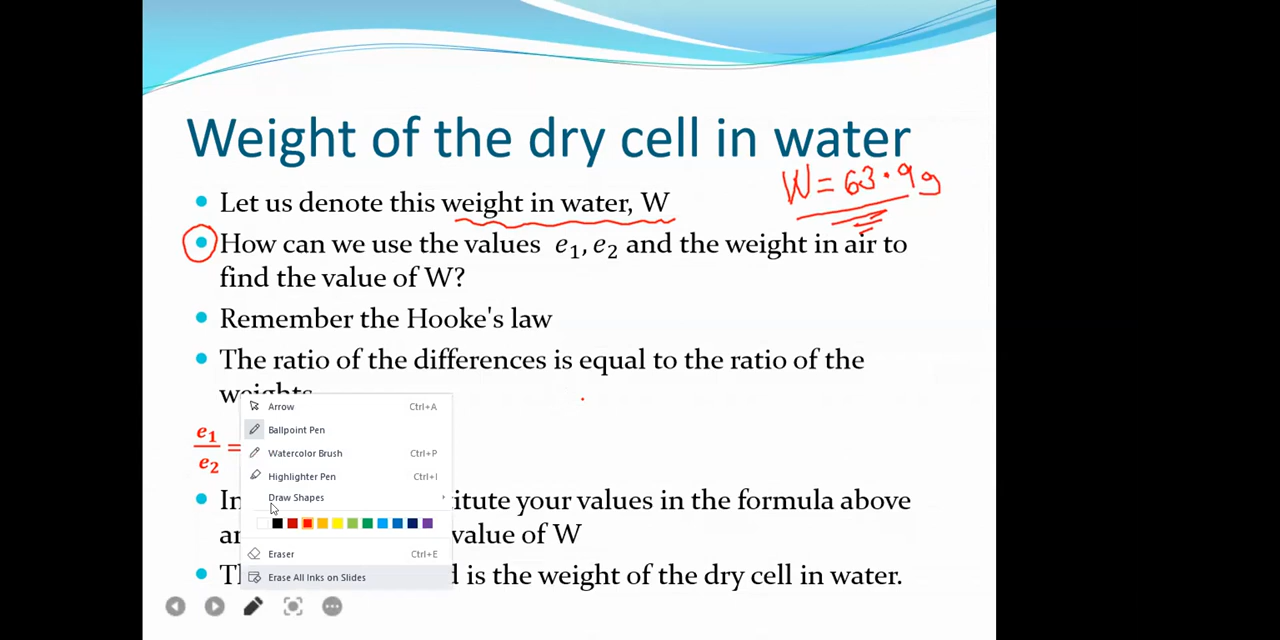 Weight of the dry cell in water
Let us denote this weight in water, W
W = 63.9g
How can we use the values e₁, e₂ and the weight in air to
find the value of W?
Remember the Hooke's law
The ratio of the differences is equal to the ratio of the
weights
Arrow Ctrl+A
Ballpoint Pen
e₁/e₂ =
Watercolor Brush Ctrl+P
Highlighter Pen Ctrl+I
Draw Shapes
In titute your values in the formula above
an value of W
Eraser Ctrl+E
Erase All Inks on Slides
Th d is the weight of the dry cell in water.